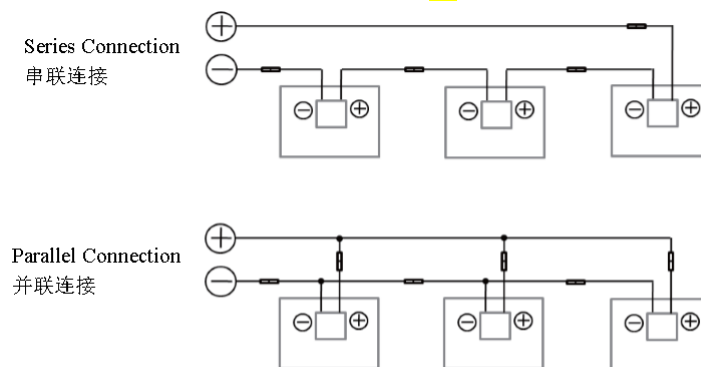 Series Connection
串联连接
Parallel Connection
并联连接